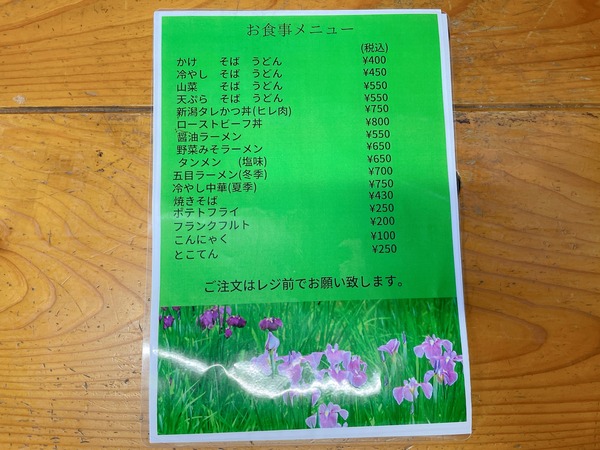 お食事メニュー
(税込)
かけ そば うどん ¥400
冷やし そば うどん ¥450
山菜 そば うどん ¥550
天ぷら そば うどん ¥550
新潟タレかつ丼(ヒレ肉) ¥750
ローストビーフ丼 ¥800
醤油ラーメン ¥550
野菜みそラーメン ¥650
タンメン (塩味) ¥650
五目ラーメン(冬季) ¥700
冷やし中華(夏季) ¥750
焼きそば ¥430
ポテトフライ ¥250
フランクフルト ¥200
こんにゃく ¥100
とこてん ¥250
ご注文はレジ前でお願い致します。